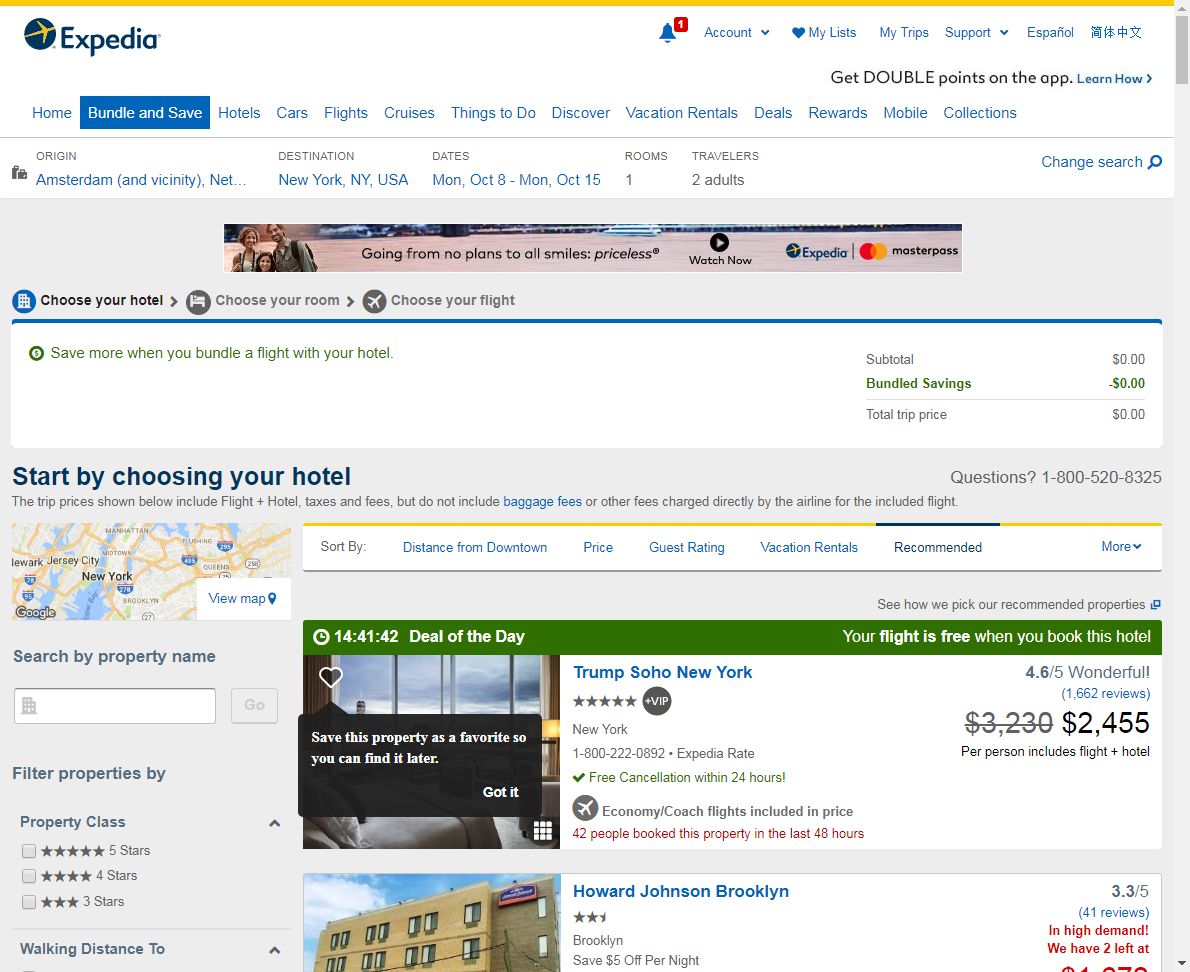 Expedia
1
Account
My Lists
My Trips
Support
Español
简体中文
Get DOUBLE points on the app. Learn How
Home
Bundle and Save
Hotels
Cars
Flights
Cruises
Things to Do
Discover
Vacation Rentals
Deals
Rewards
Mobile
Collections
ORIGIN
Amsterdam (and vicinity), Net...
DESTINATION
New York, NY, USA
DATES
Mon, Oct 8 - Mon, Oct 15
ROOMS
1
TRAVELERS
2 adults
Change search
Going from no plans to all smiles: priceless®
Watch Now
Expedia
masterpass
Choose your hotel
Choose your room
Choose your flight
Save more when you bundle a flight with your hotel.
Subtotal $0.00
Bundled Savings -$0.00
Total trip price $0.00
Start by choosing your hotel
Questions? 1-800-520-8325
The trip prices shown below include Flight + Hotel, taxes and fees, but do not include baggage fees or other fees charged directly by the airline for the included flight.
MANHATTAN
FLUSHING
295
MIDTOWN
ewark
Jersey City
495
QUEENS
258
78
New York
278
95
BROOKLYN
27
Google
View map
Sort By:
Distance from Downtown
Price
Guest Rating
Vacation Rentals
Recommended
More
See how we pick our recommended properties
Search by property name
Go
Filter properties by
Property Class
5 Stars
4 Stars
3 Stars
Walking Distance To
14:41:42 Deal of the Day
Your flight is free when you book this hotel
Save this property as a favorite so
you can find it later.
Got it
Trump Soho New York
+VIP
New York
1-800-222-0892 • Expedia Rate
Free Cancellation within 24 hours!
Economy/Coach flights included in price
42 people booked this property in the last 48 hours
4.6/5 Wonderful!
(1,662 reviews)
$3,230 $2,455
Per person includes flight + hotel
Howard Johnson Brooklyn
Brooklyn
Save $5 Off Per Night
3.3/5
(41 reviews)
In high demand!
We have 2 left at